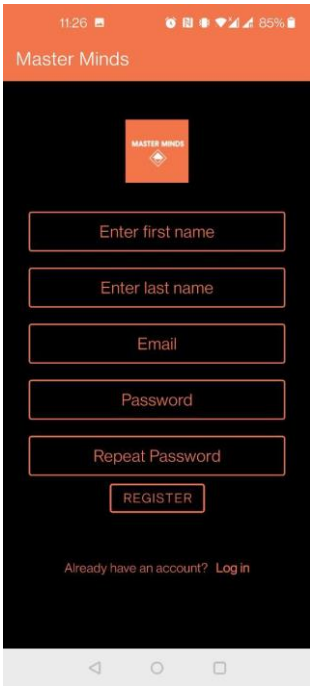 11:26 85%
Master Minds
MASTER MINDS
Enter first name
Enter last name
Email
Password
Repeat Password
REGISTER
Already have an account? Log in